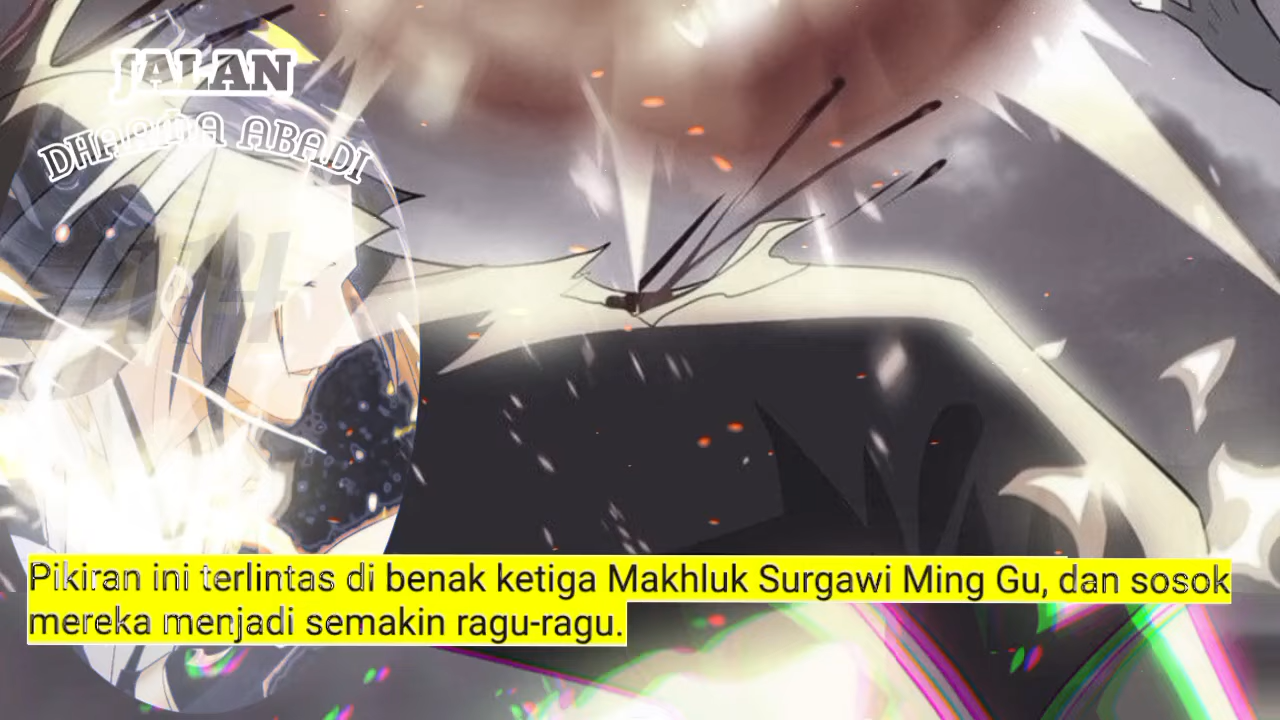 JALAN
DHARMA ABADI
Pikiran ini terlintas di benak ketiga Makhluk Surgawi Ming Gu, dan sosok
mereka menjadi semakin ragu-ragu.